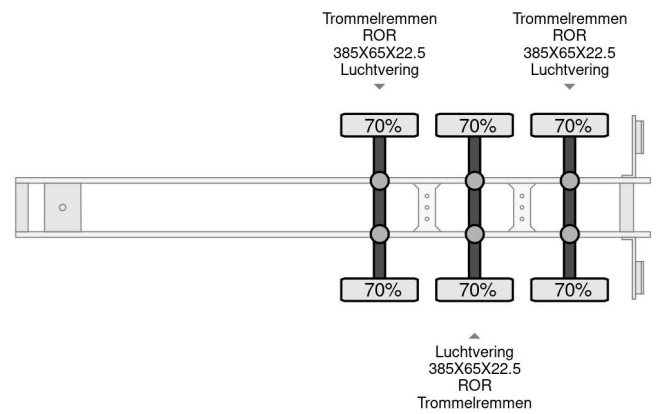 Trommelremmen
ROR
385X65X22.5
Luchtvering
Trommelremmen
ROR
385X65X22.5
Luchtvering
70% 70% 70%
70% 70% 70%
Luchtvering
385X65X22.5
ROR
Trommelremmen